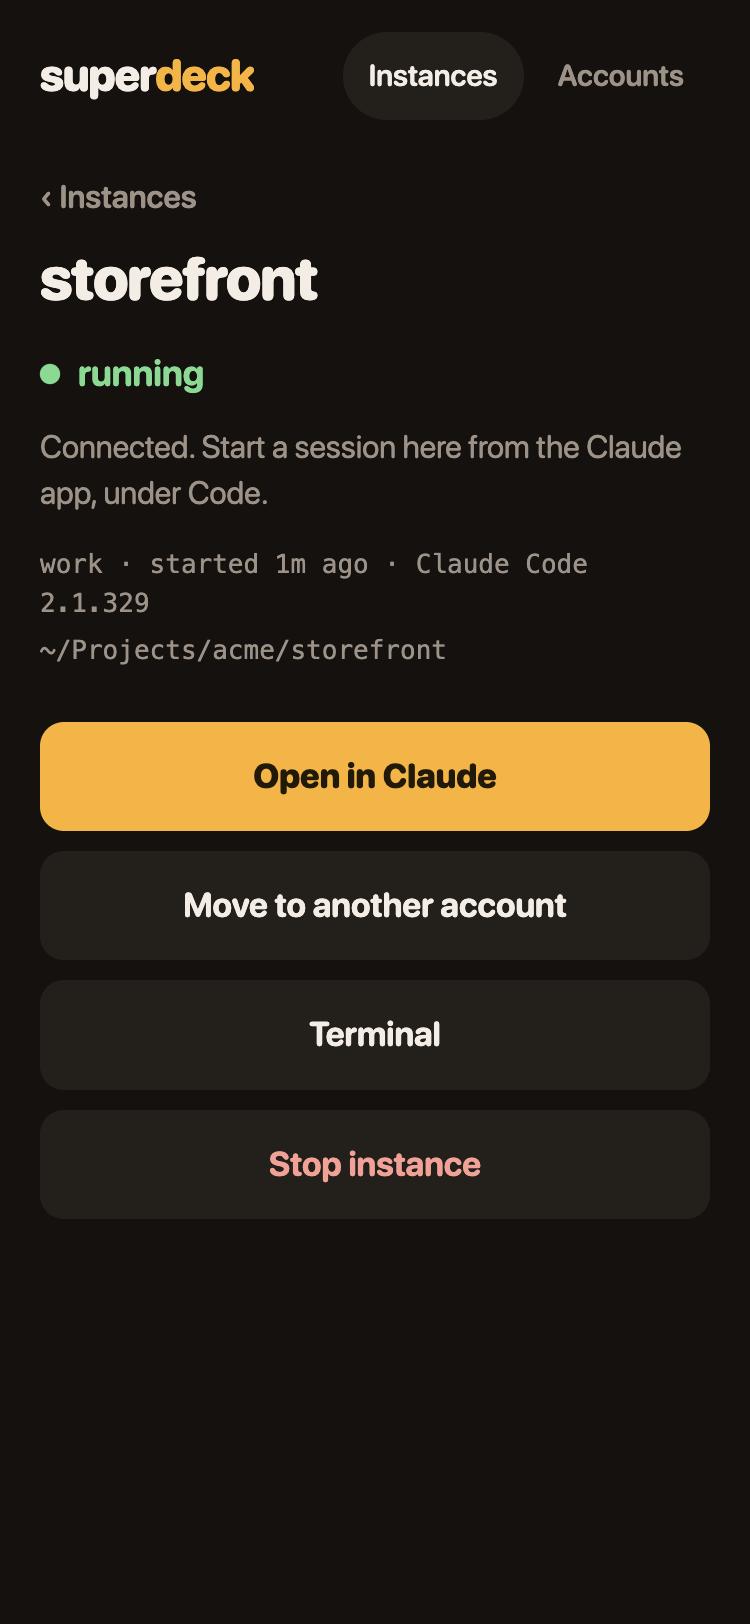 superdeck
Instances
Accounts
‹ Instances
storefront
running
Connected. Start a session here from the Claude
app, under Code.
work · started 1m ago · Claude Code
2.1.329
~/Projects/acme/storefront
Open in Claude
Move to another account
Terminal
Stop instance